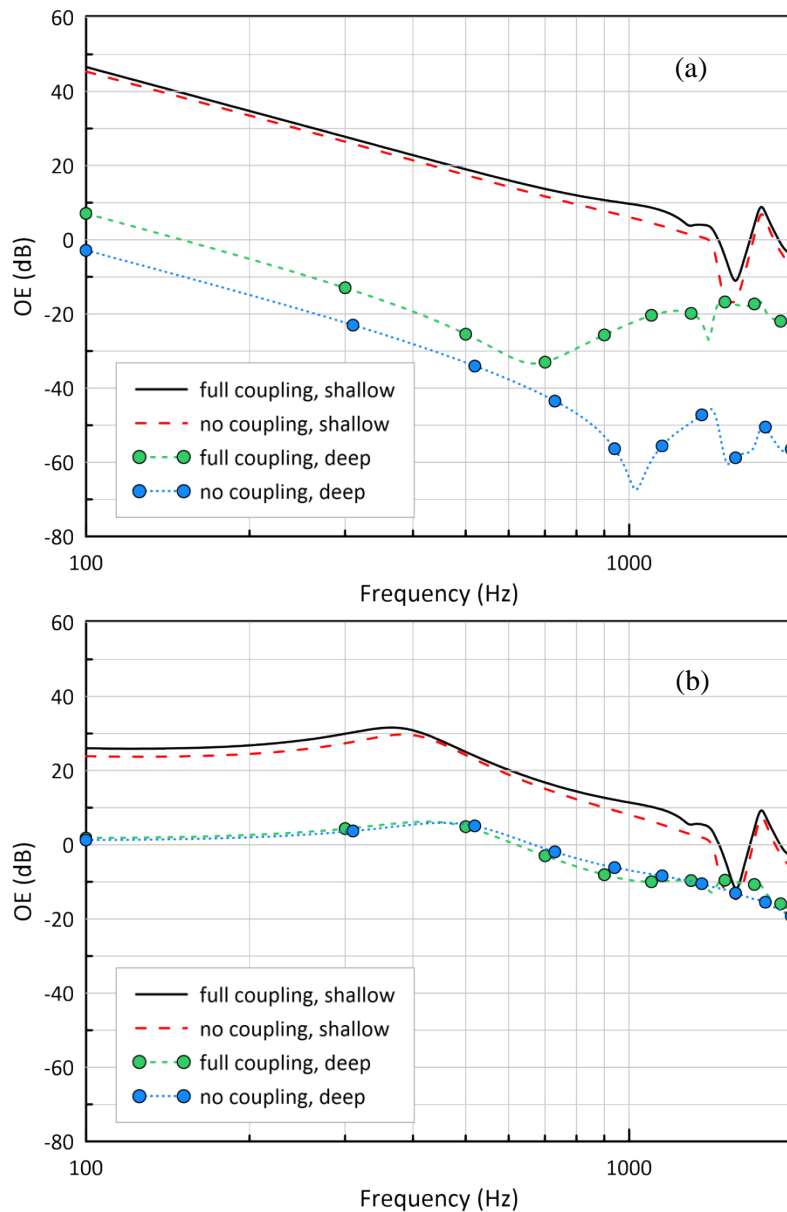 60
(a)
40
20
0
OE (dB)
-20
-40
full coupling, shallow
no coupling, shallow
full coupling, deep
no coupling, deep
-60
-80
100
1000
Frequency (Hz)
60
(b)
40
20
0
OE (dB)
-20
-40
full coupling, shallow
no coupling, shallow
full coupling, deep
no coupling, deep
-60
-80
100
1000
Frequency (Hz)